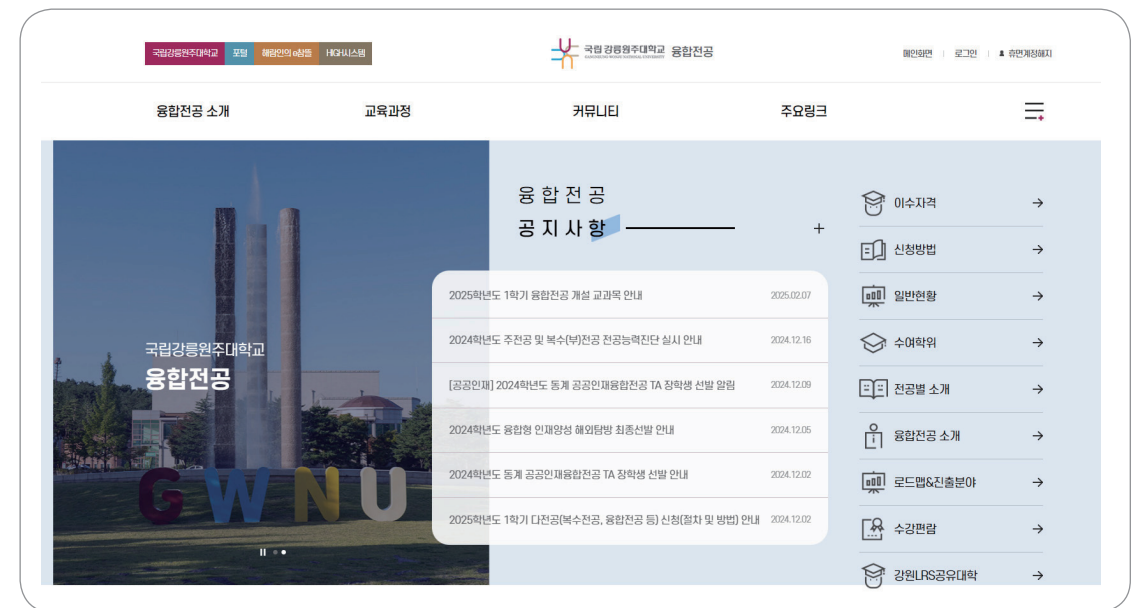 국립강릉원주대학교 포털 해람인의 e참뜰 HIGH시스템
국립강릉원주대학교 융합전공
GANGNEUNG-WONJU NATIONAL UNIVERSITY
메인화면 로그인 휴면계정해지
융합전공 소개 교육과정 커뮤니티 주요링크
국립강릉원주대학교
융합전공
GWNU
융합전공
공지사항
2025학년도 1학기 융합전공 개설 교과목 안내 2025.02.07
2024학년도 주전공 및 복수(부)전공 전공능력진단 실시 안내 2024.12.16
[공공인재] 2024학년도 동계 공공인재융합전공 TA 장학생 선발 알림 2024.12.09
2024학년도 융합형 인재양성 해외탐방 최종선발 안내 2024.12.05
2024학년도 동계 공공인재융합전공 TA 장학생 선발 안내 2024.12.02
2025학년도 1학기 다전공(복수전공, 융합전공 등) 신청(절차 및 방법) 안내 2024.12.02
이수자격
신청방법
일반현황
수여학위
전공별 소개
융합전공 소개
로드맵&진출분야
수강편람
강원LRS공유대학